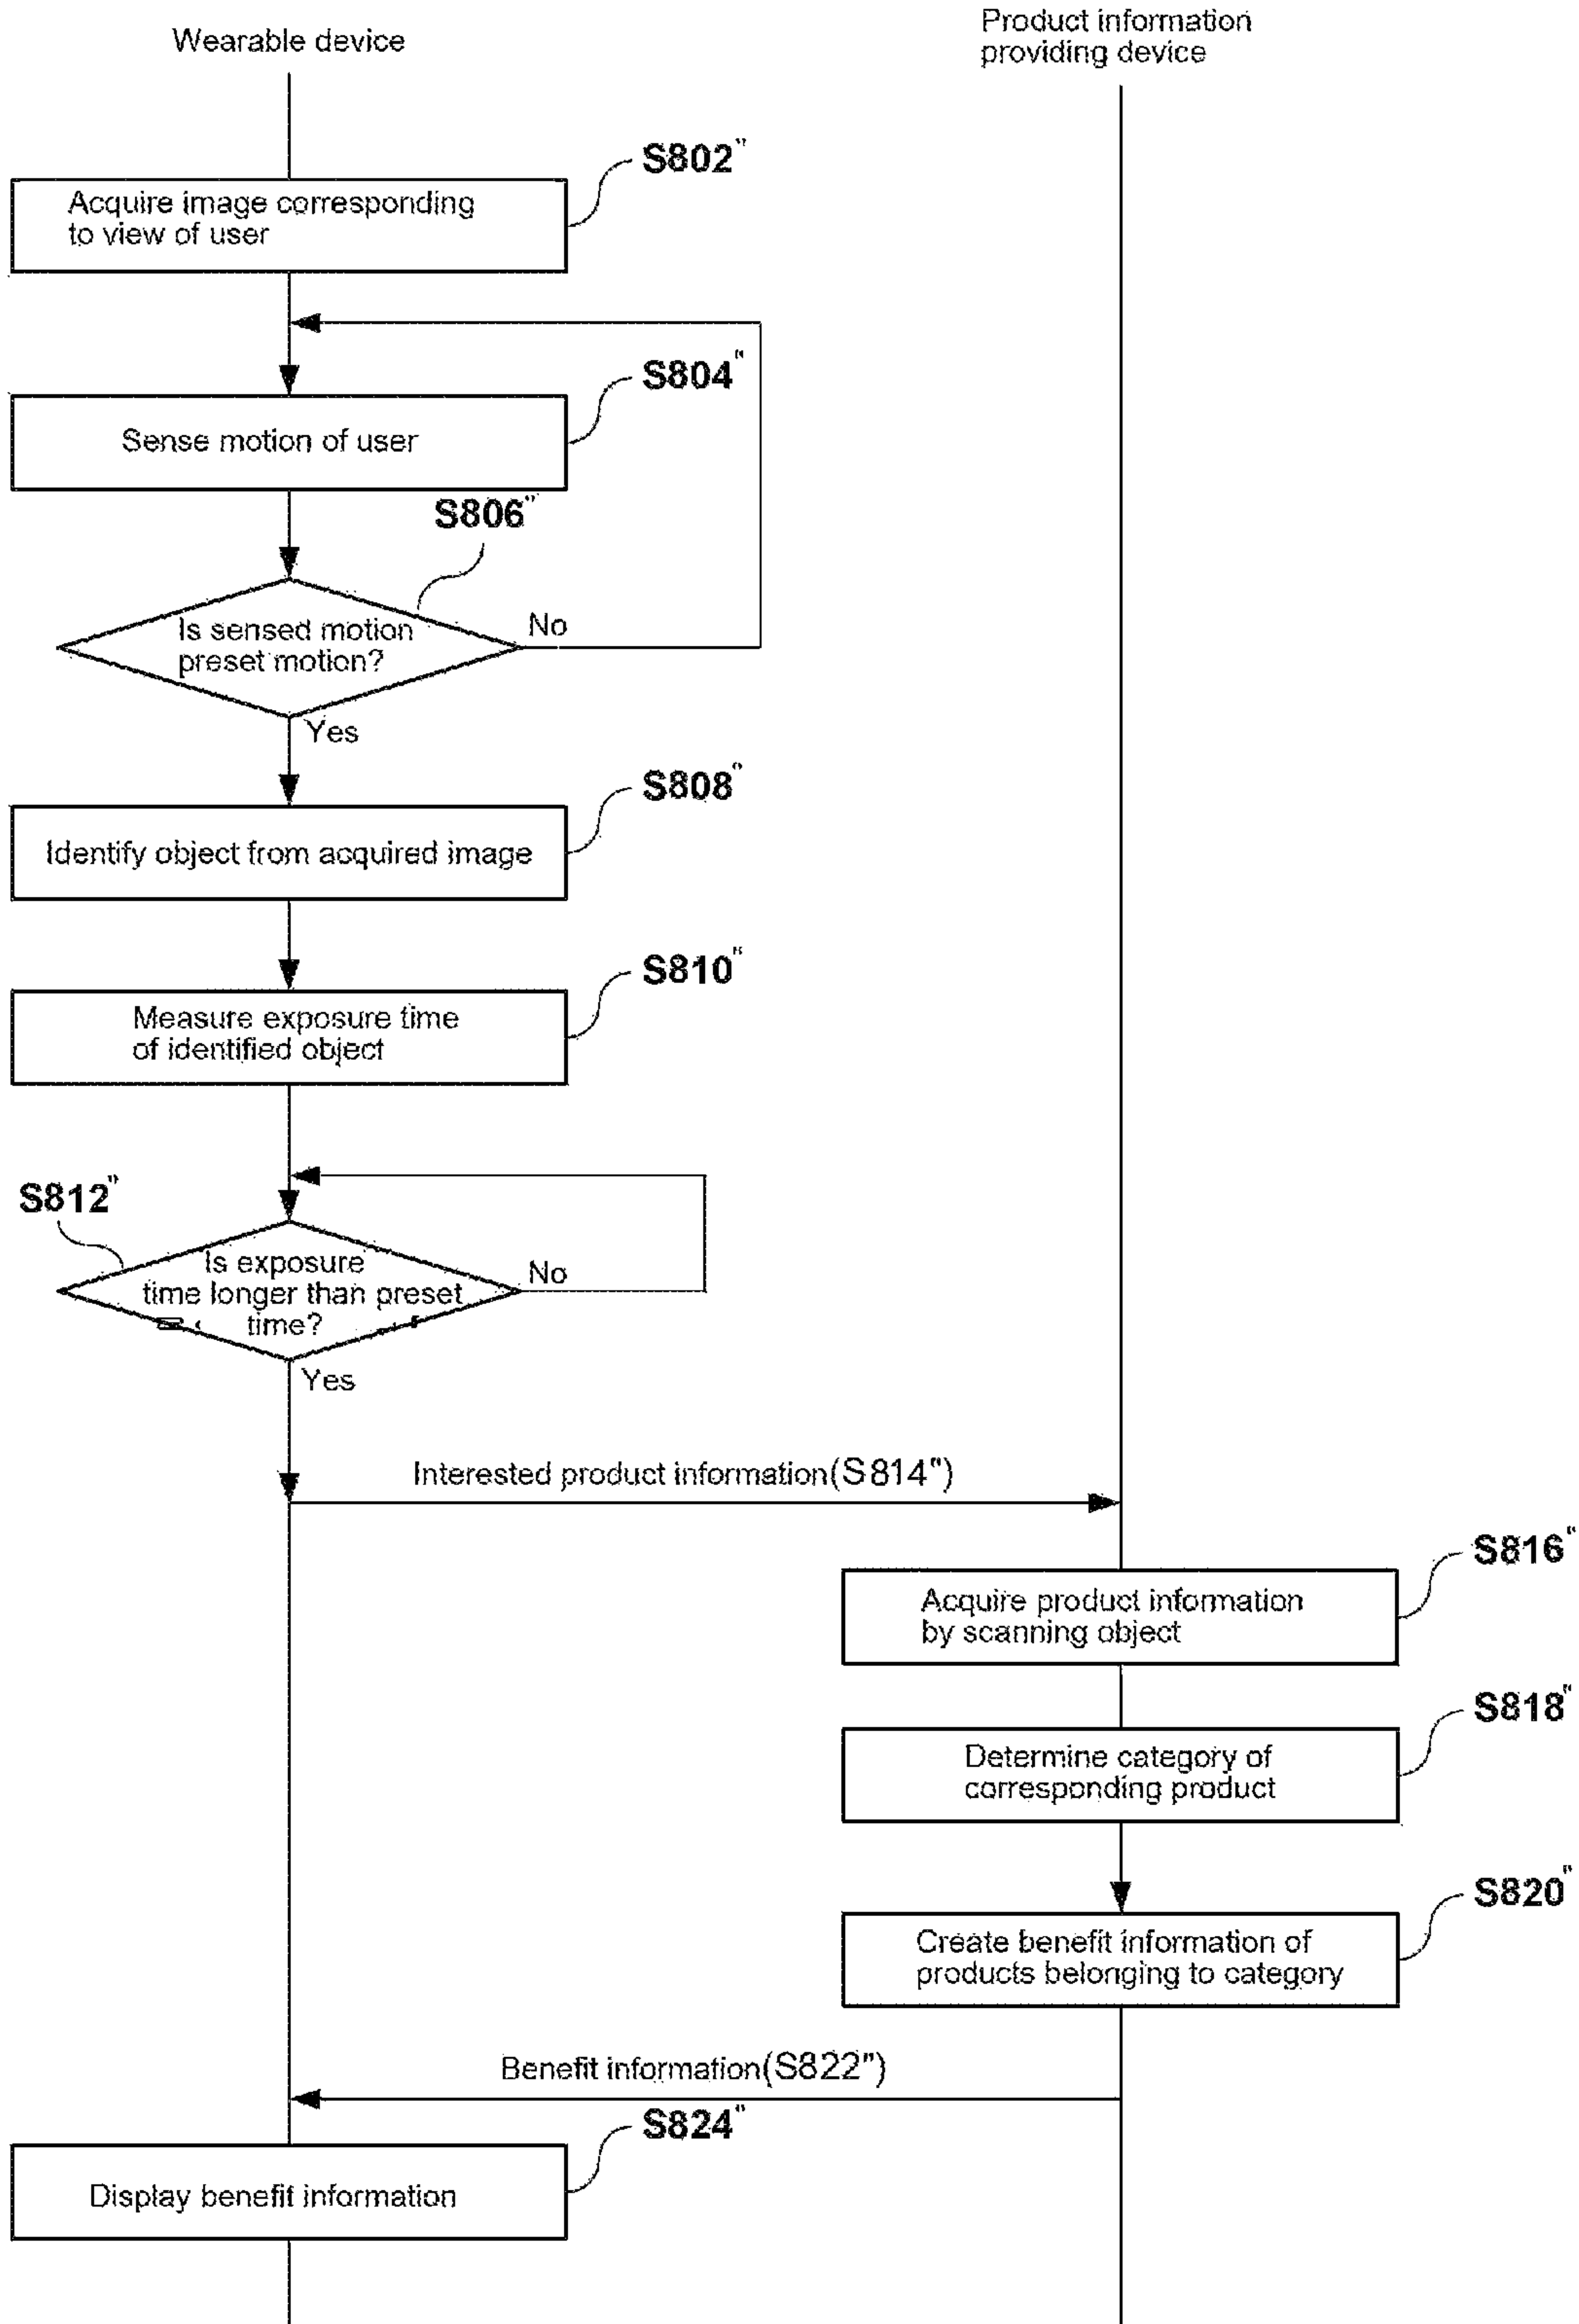 Wearable device
Product information
providing device
S802"
Acquire image corresponding
to view of user
S804"
Sense motion of user
S806"
Is sensed motion
preset motion?
No
Yes
S808"
Identify object from acquired image
S810"
Measure exposure time
of identified object
S812"
Is exposure
time longer than preset
time?
No
Yes
Interested product information(S814")
S816"
Acquire product information
by scanning object
S818"
Determine category of
corresponding product
S820"
Create benefit information of
products belonging to category
Benefit information(S822")
S824"
Display benefit information